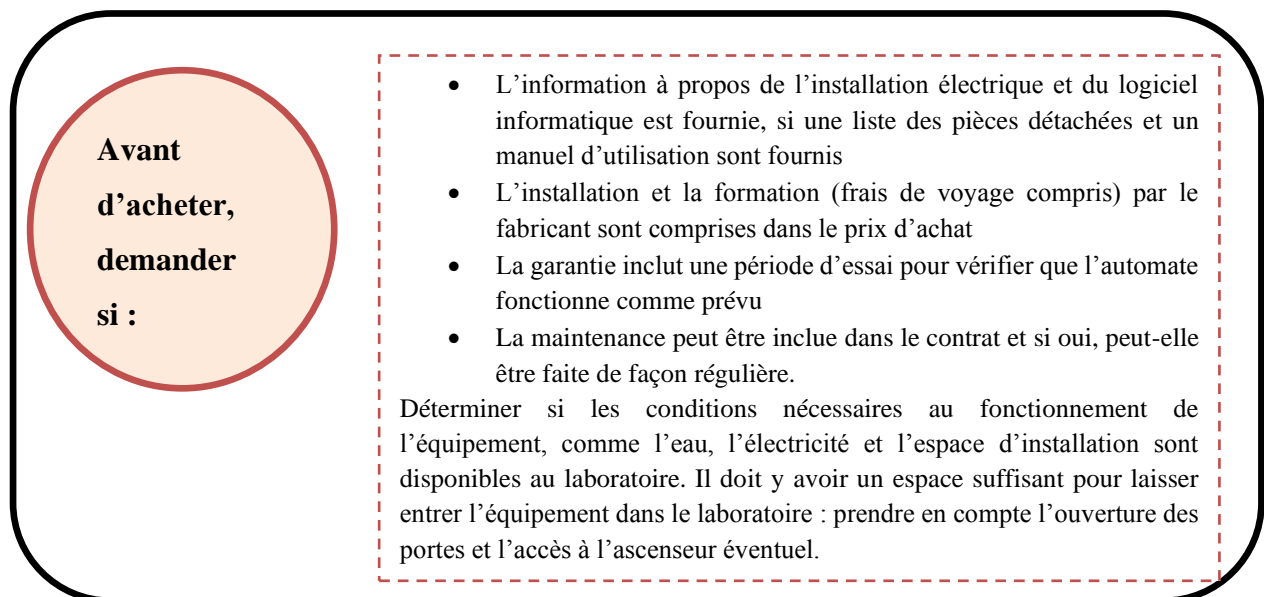 Avant
d’acheter,
demander
si :
• L’information à propos de l’installation électrique et du logiciel
informatique est fournie, si une liste des pièces détachées et un
manuel d’utilisation sont fournis
• L’installation et la formation (frais de voyage compris) par le
fabricant sont comprises dans le prix d’achat
• La garantie inclut une période d’essai pour vérifier que l’automate
fonctionne comme prévu
• La maintenance peut être inclue dans le contrat et si oui, peut-elle
être faite de façon régulière.
Déterminer si les conditions nécessaires au fonctionnement de
l’équipement, comme l’eau, l’électricité et l’espace d’installation sont
disponibles au laboratoire. Il doit y avoir un espace suffisant pour laisser
entrer l’équipement dans le laboratoire : prendre en compte l’ouverture des
portes et l’accès à l’ascenseur éventuel.